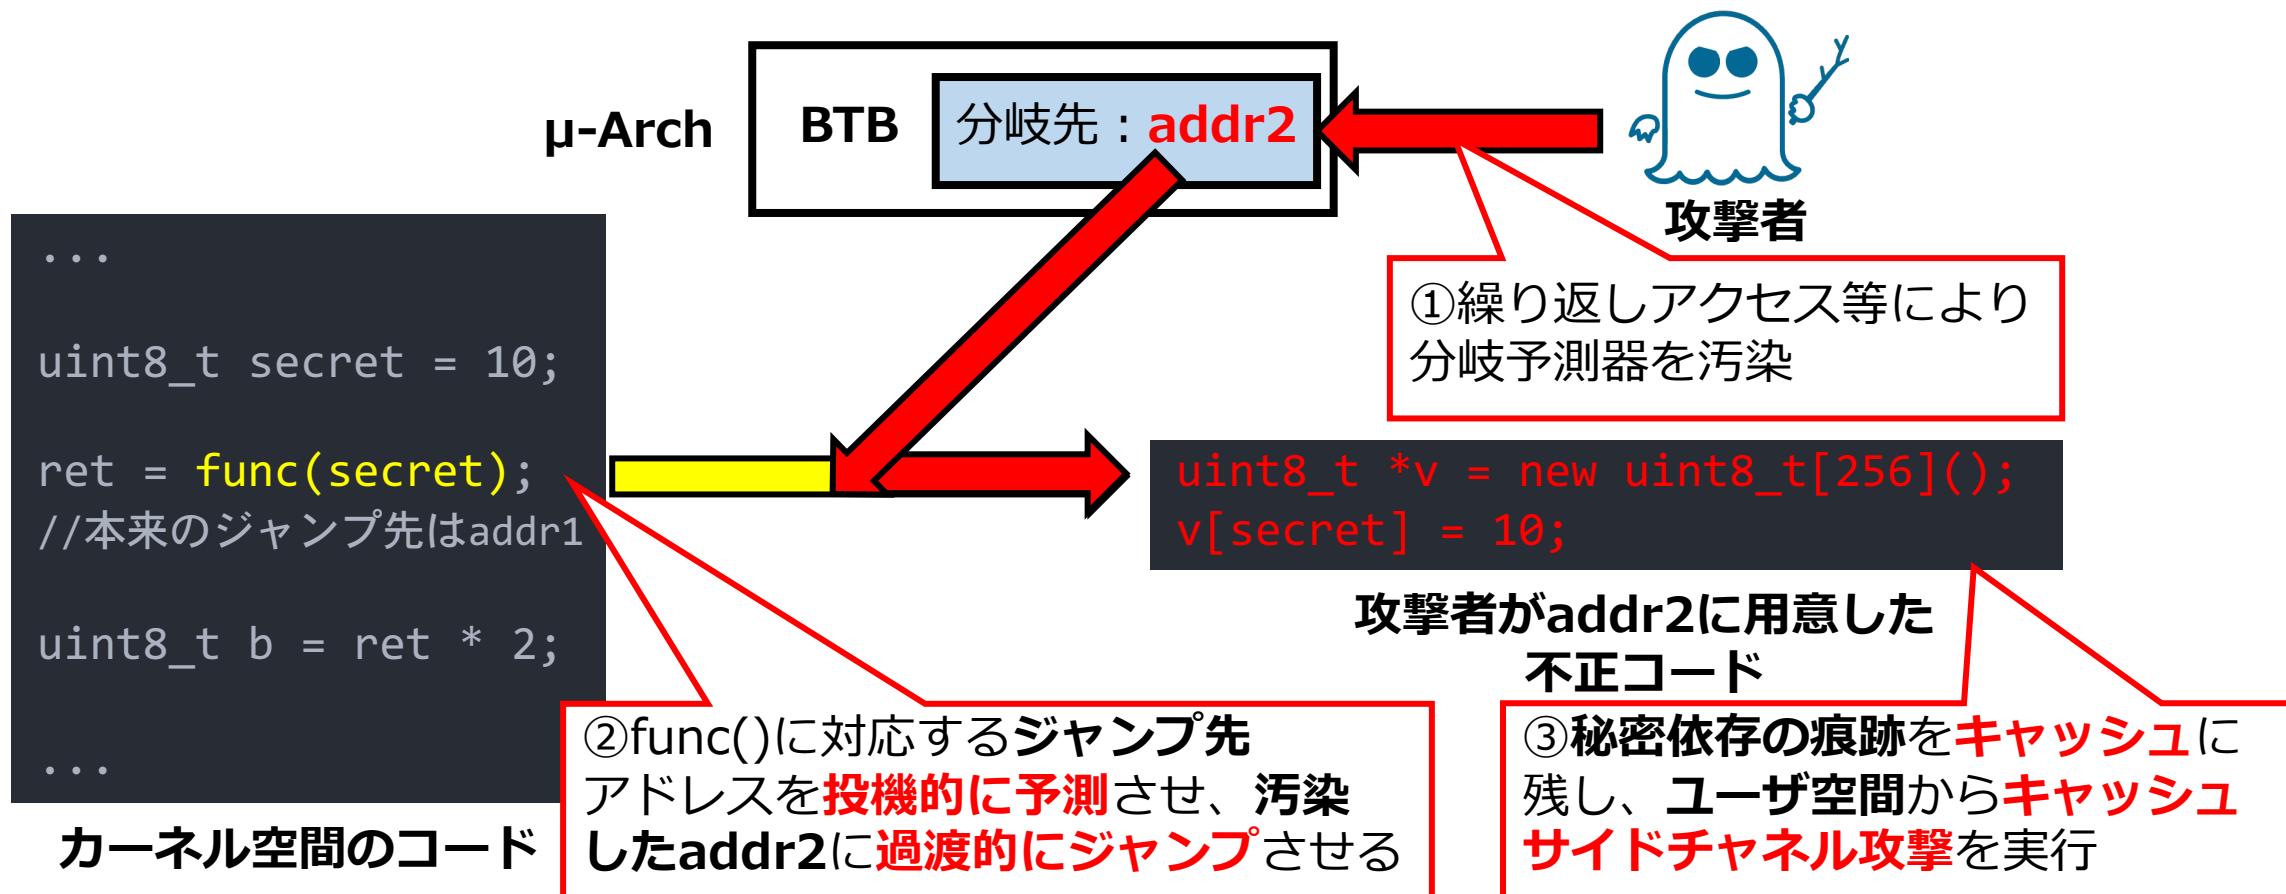 μ-Arch
BTB
分岐先：addr2
攻撃者
①繰り返しアクセス等により
分岐予測器を汚染
...
uint8_t secret = 10;
ret = func(secret);
//本来のジャンプ先はaddr1
uint8_t b = ret * 2;
...
カーネル空間のコード
uint8_t *v = new uint8_t[256]();
v[secret] = 10;
攻撃者がaddr2に用意した
不正コード
②func()に対応するジャンプ先
アドレスを投機的に予測させ、汚染
したaddr2に過渡的にジャンプさせる
③秘密依存の痕跡をキャッシュに
残し、ユーザ空間からキャッシュ
サイドチャネル攻撃を実行